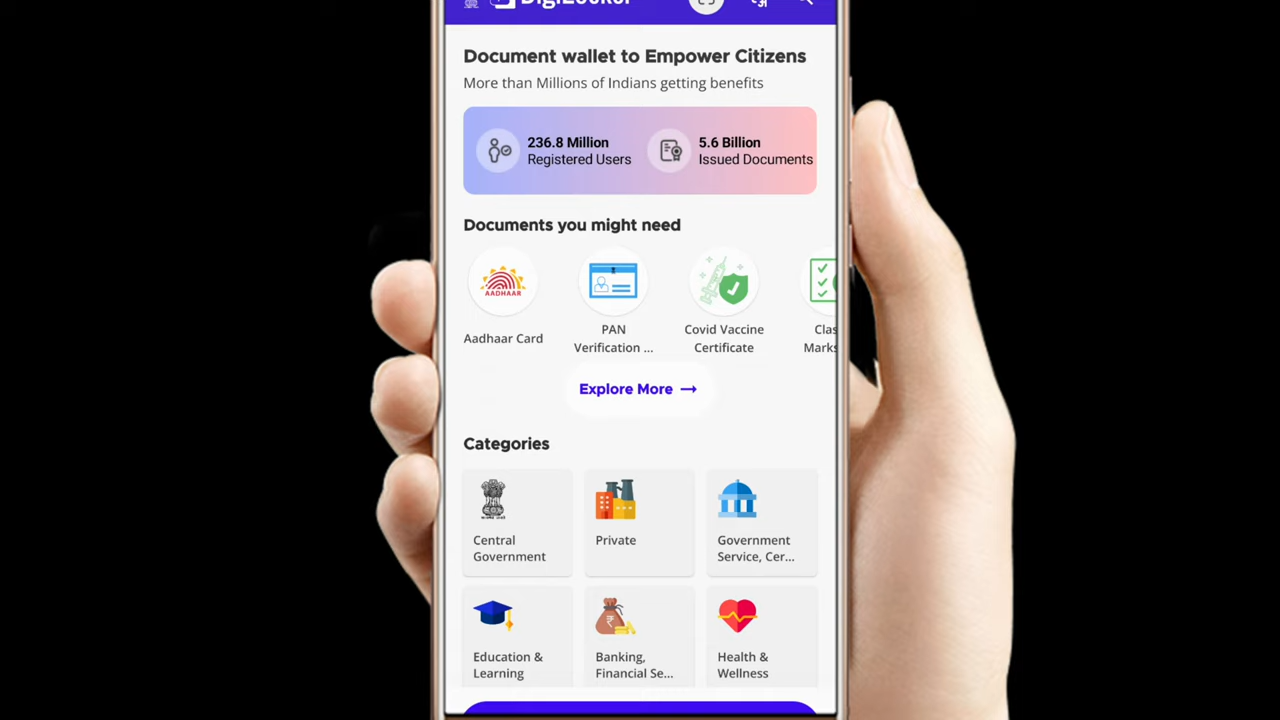 DigiLocker
Document wallet to Empower Citizens
More than Millions of Indians getting benefits
236.8 Million
Registered Users
5.6 Billion
Issued Documents
Documents you might need
AADHAAR
Aadhaar Card
PAN
Verification ...
Covid Vaccine
Certificate
Clas
Marks
Explore More →
Categories
Central
Government
Private
Government
Service, Cer...
Education &
Learning
Banking,
Financial Se...
Health &
Wellness